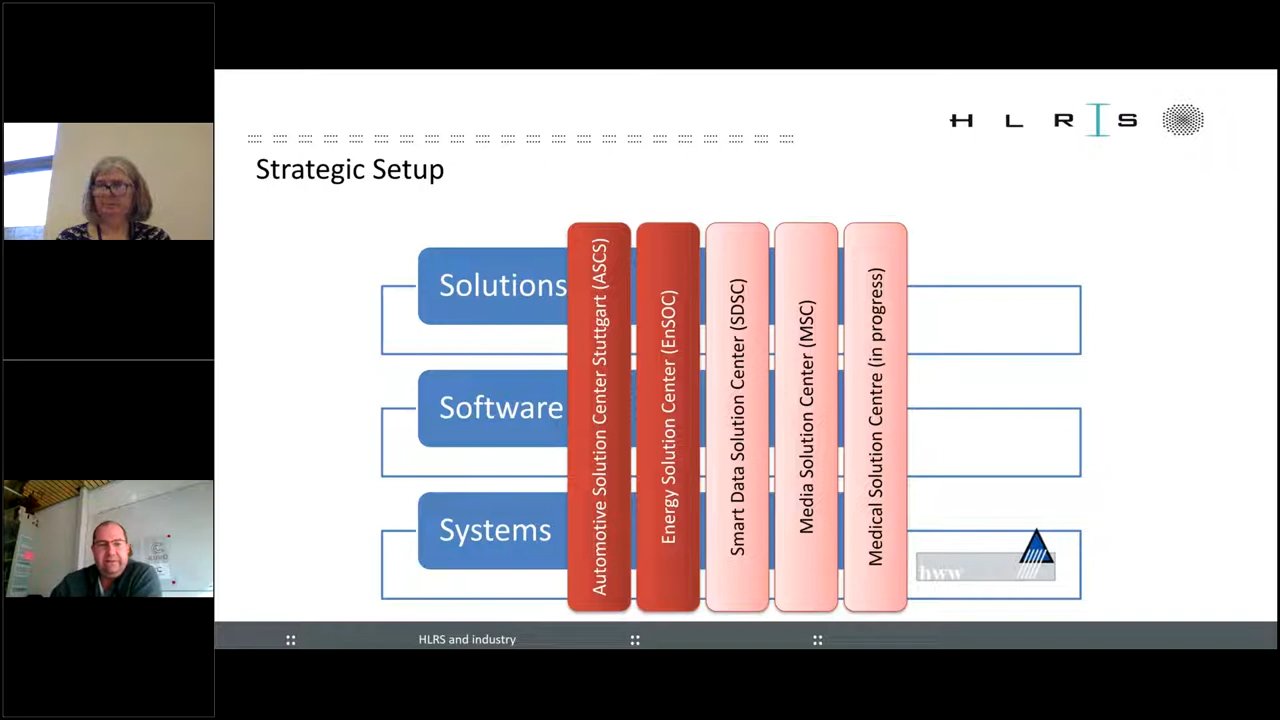 H L R I S
Strategic Setup
Solutions
Software
Systems
Automotive Solution Center Stuttgart (ASCS)
Energy Solution Center (EnSOC)
Smart Data Solution Center (SDSC)
Media Solution Center (MSC)
Medical Solution Centre (in progress)
hww
HLRS and industry